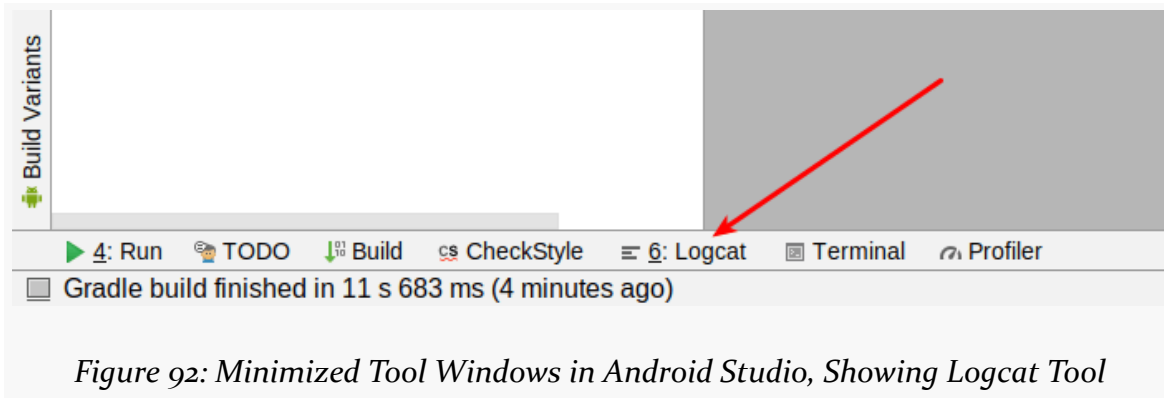 Build Variants
4: Run TODO Build CS CheckStyle 6: Logcat Terminal Profiler
Gradle build finished in 11 s 683 ms (4 minutes ago)
Figure 92: Minimized Tool Windows in Android Studio, Showing Logcat Tool